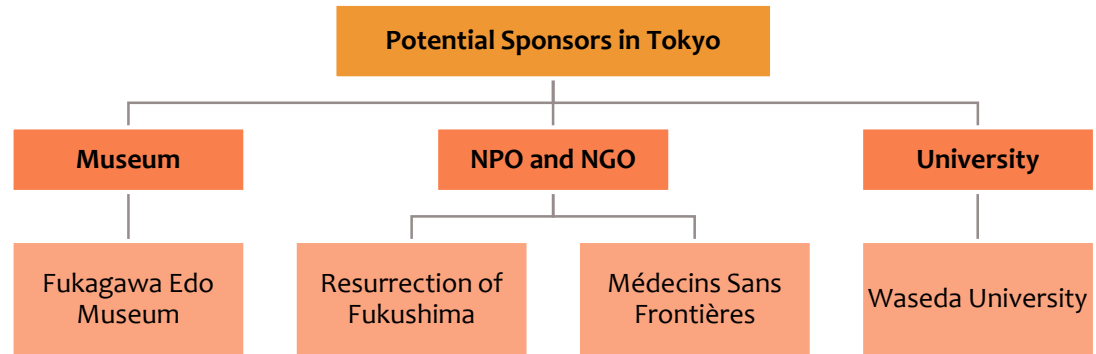 Potential Sponsors in Tokyo
Museum
NPO and NGO
University
Fukagawa Edo
Museum
Resurrection of
Fukushima
Médecins Sans
Frontières
Waseda University